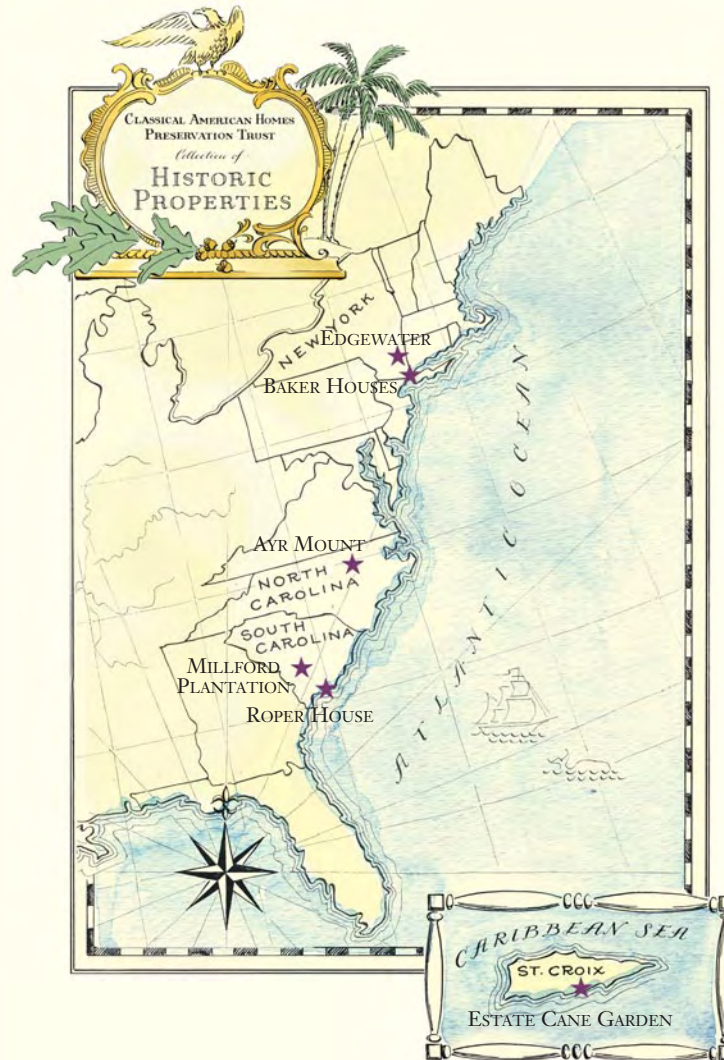 CLASSICAL AMERICAN HOMES
PRESERVATION TRUST
Collection of
HISTORIC
PROPERTIES
NEW YORK
EDGEWATER
BAKER HOUSES
ATLANTIC OCEAN
AYR MOUNT
NORTH
CAROLINA
SOUTH
CAROLINA
MILLFORD
PLANTATION
ROPER HOUSE
CARIBBEAN SEA
ST. CROIX
ESTATE CANE GARDEN